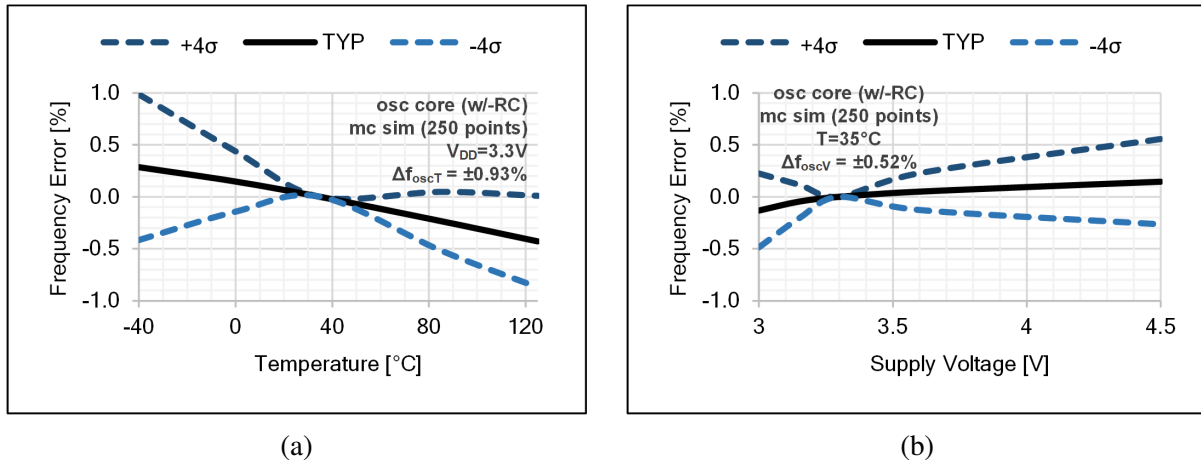 +4σ TYP -4σ
Frequency Error [%]
1.0
0.5
0.0
-0.5
-1.0
osc core (w/-RC)
mc sim (250 points)
V_DD=3.3V
Δf_oscT = ±0.93%
-40 0 40 80 120
Temperature [°C]
(a)
+4σ TYP -4σ
Frequency Error [%]
1.0
0.5
0.0
-0.5
-1.0
osc core (w/-RC)
mc sim (250 points)
T=35°C
Δf_oscV = ±0.52%
3 3.5 4 4.5
Supply Voltage [V]
(b)